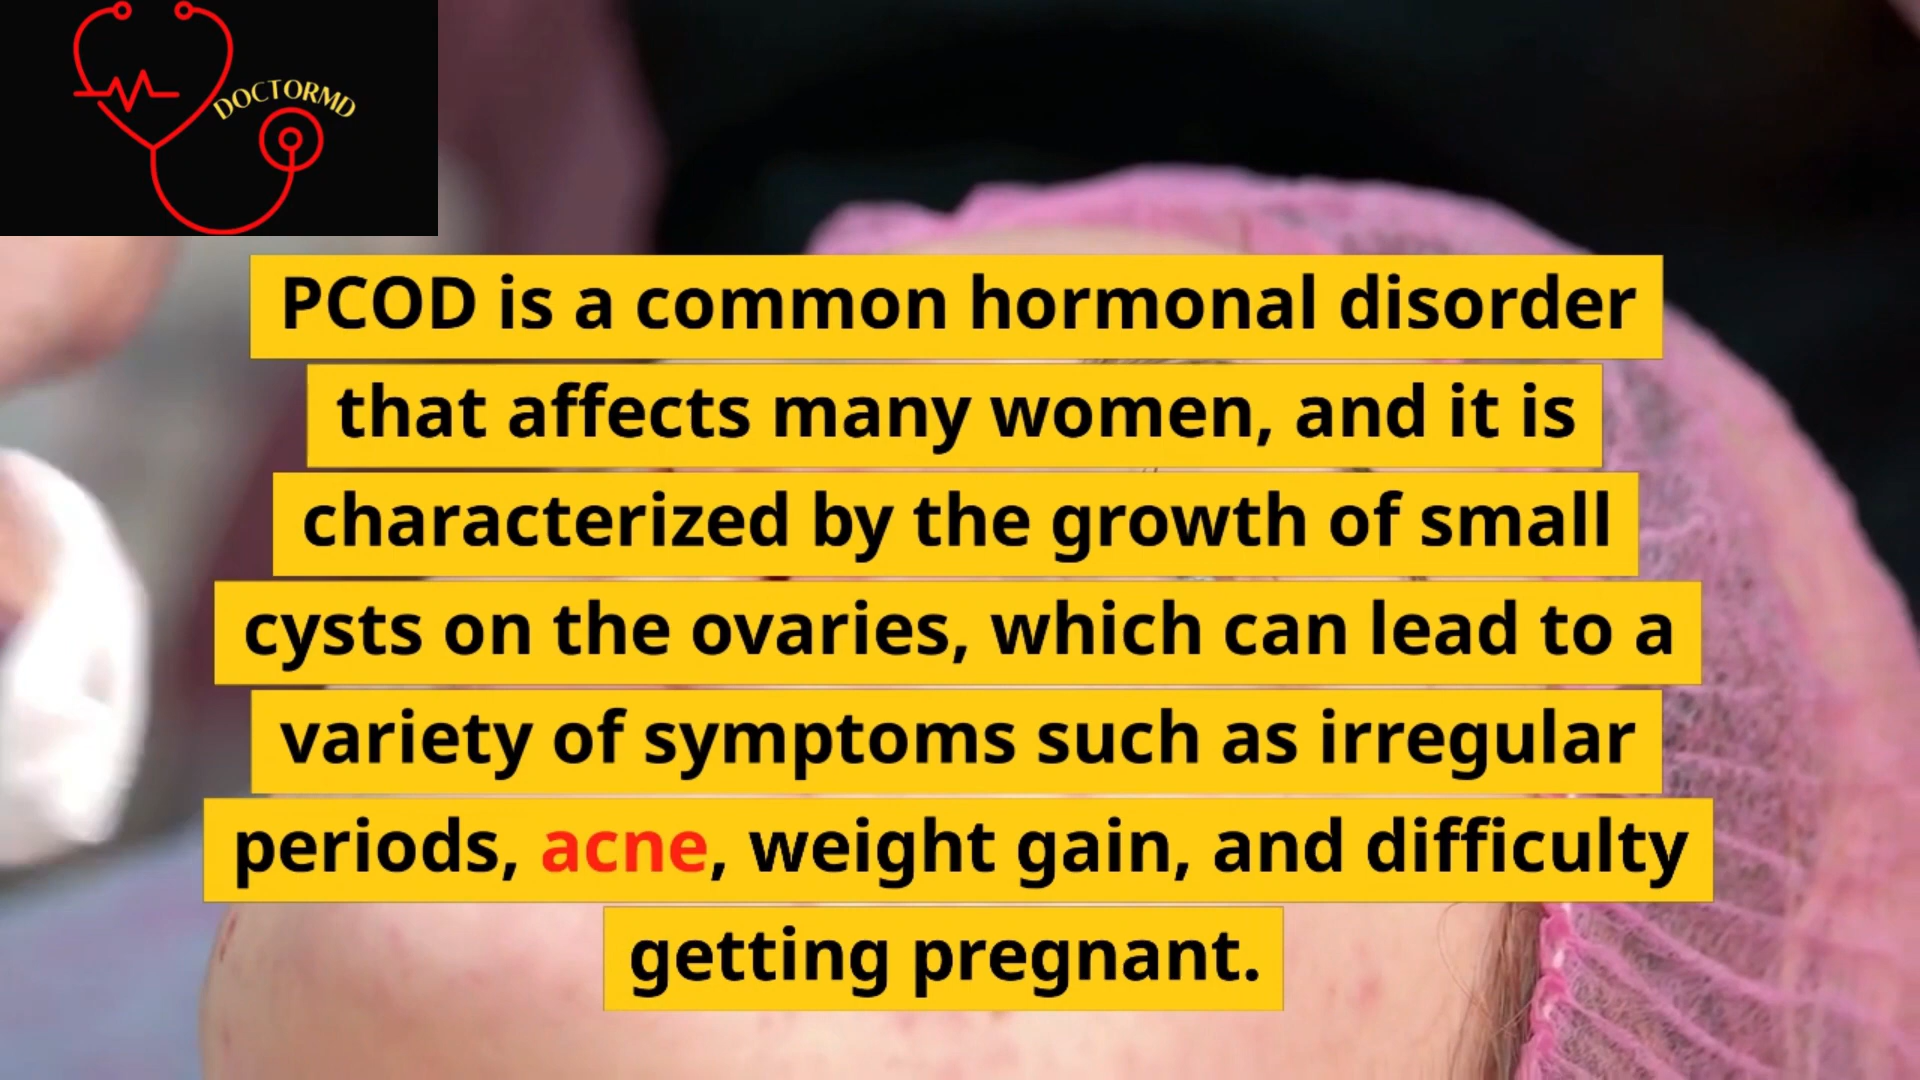 DOCTORMD
PCOD is a common hormonal disorder
that affects many women, and it is
characterized by the growth of small
cysts on the ovaries, which can lead to a
variety of symptoms such as irregular
periods, acne, weight gain, and difficulty
getting pregnant.